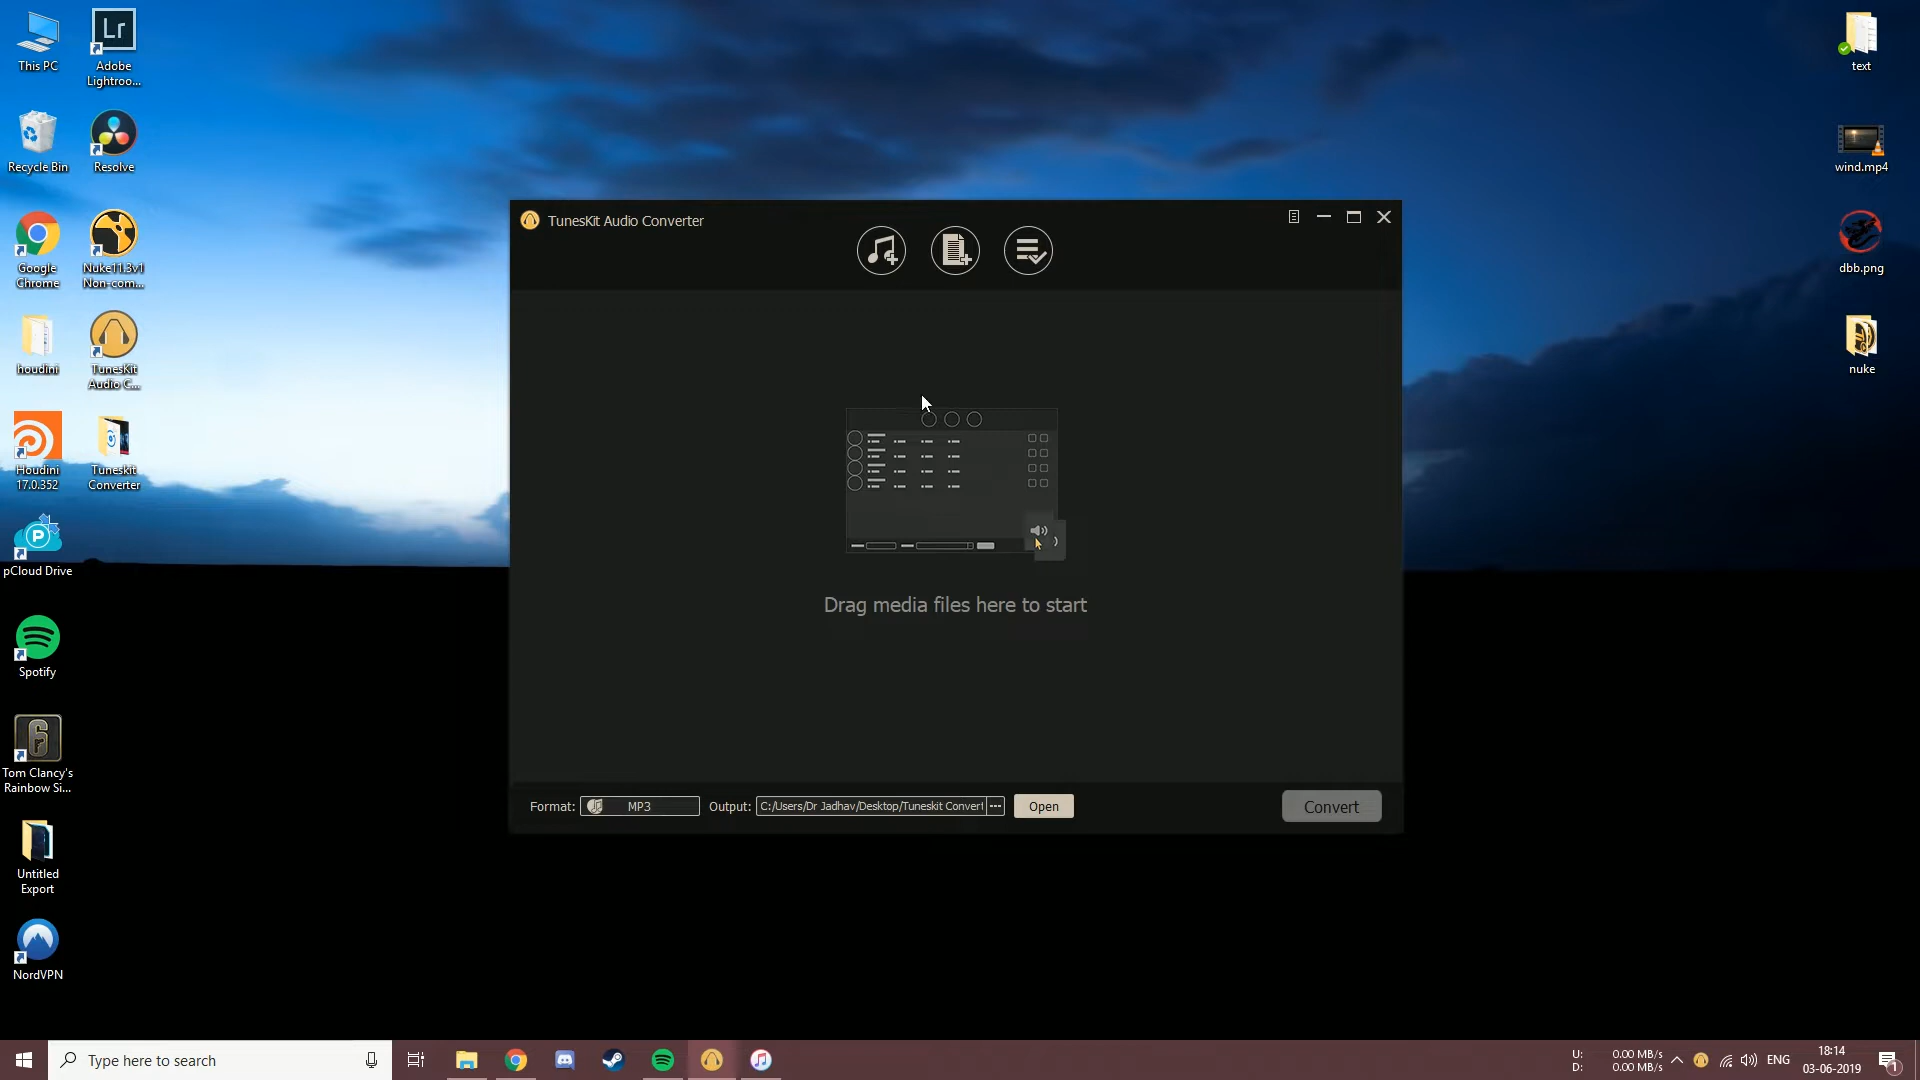 This PC
Adobe
Lightroo...
Recycle Bin
Resolve
Google
Chrome
Nuke11.3v1
Non-com...
houdini
TunesKit
Audio C...
Houdini
17.0.352
Tuneskit
Converter
pCloud Drive
Spotify
Tom Clancy's
Rainbow Si...
Untitled
Export
NordVPN
text
wind.mp4
dbb.png
nuke
TunesKit Audio Converter
Drag media files here to start
Format: MP3 Output: C:/Users/Dr Jadhav/Desktop/Tuneskit Convert ... Open Convert
Type here to search
U: 0.00 MB/s
D: 0.00 MB/s
ENG
18:14
03-06-2019
1